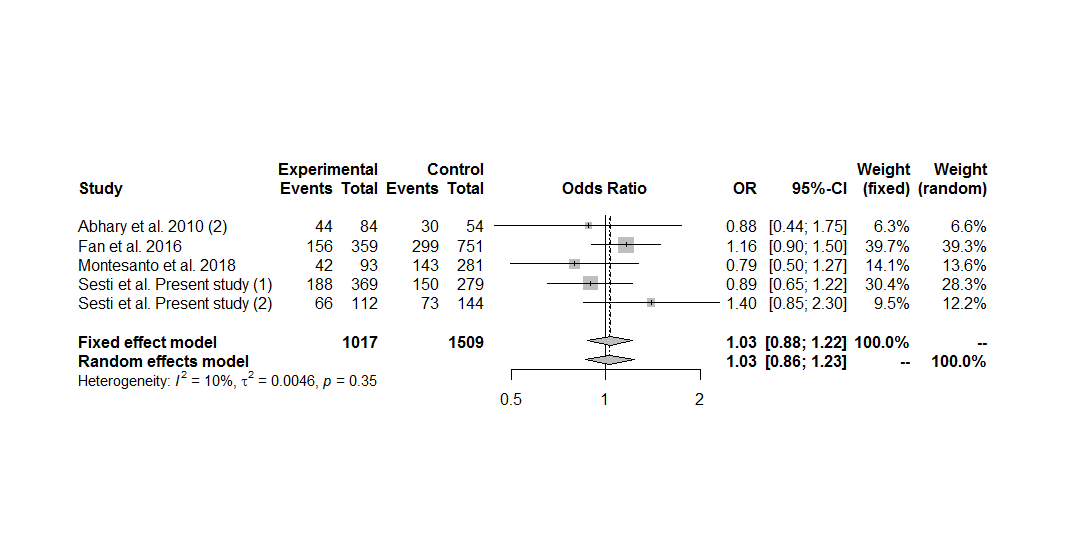 Experimental Control Weight Weight
Study Events Total Events Total Odds Ratio OR 95%-CI (fixed) (random)
Abhary et al. 2010 (2) 44 84 30 54 0.88 [0.44; 1.75] 6.3% 6.6%
Fan et al. 2016 156 359 299 751 1.16 [0.90; 1.50] 39.7% 39.3%
Montesanto et al. 2018 42 93 143 281 0.79 [0.50; 1.27] 14.1% 13.6%
Sesti et al. Present study (1) 188 369 150 279 0.89 [0.65; 1.22] 30.4% 28.3%
Sesti et al. Present study (2) 66 112 73 144 1.40 [0.85; 2.30] 9.5% 12.2%
Fixed effect model 1017 1509 1.03 [0.88; 1.22] 100.0% --
Random effects model 1.03 [0.86; 1.23] -- 100.0%
Heterogeneity: I² = 10%, τ² = 0.0046, p = 0.35
0.5 1 2